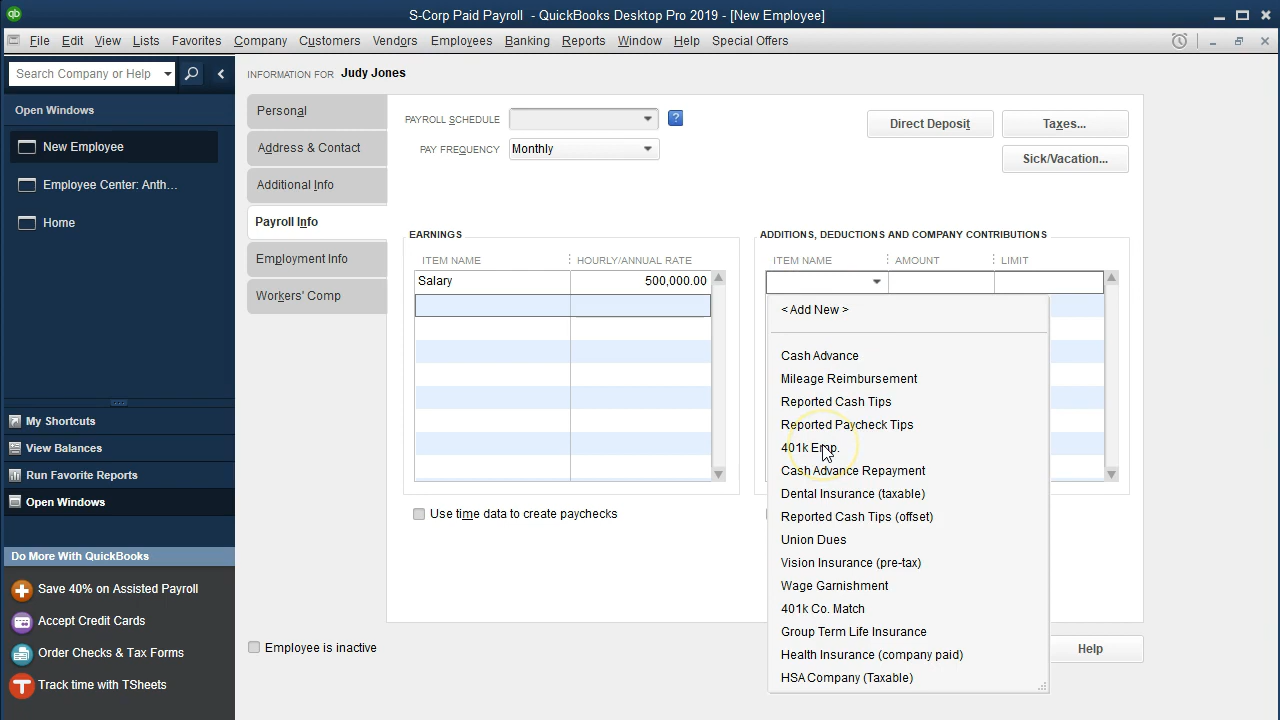 S-Corp Paid Payroll - QuickBooks Desktop Pro 2019 - [New Employee]
File Edit View Lists Favorites Company Customers Vendors Employees Banking Reports Window Help Special Offers
Search Company or Help
INFORMATION FOR Judy Jones
Open Windows
New Employee
Employee Center: Anth...
Home
My Shortcuts
View Balances
Run Favorite Reports
Open Windows
Do More With QuickBooks
Save 40% on Assisted Payroll
Accept Credit Cards
Order Checks & Tax Forms
Track time with TSheets
Personal
Address & Contact
Additional Info
Payroll Info
Employment Info
Workers' Comp
PAYROLL SCHEDULE
?
PAY FREQUENCY Monthly
Direct Deposit
Taxes...
Sick/Vacation...
EARNINGS
ITEM NAME HOURLY/ANNUAL RATE
Salary 500,000.00
Use time data to create paychecks
ADDITIONS, DEDUCTIONS AND COMPANY CONTRIBUTIONS
ITEM NAME AMOUNT LIMIT
< Add New >
Cash Advance
Mileage Reimbursement
Reported Cash Tips
Reported Paycheck Tips
401k Emp.
Cash Advance Repayment
Dental Insurance (taxable)
Reported Cash Tips (offset)
Union Dues
Vision Insurance (pre-tax)
Wage Garnishment
401k Co. Match
Group Term Life Insurance
Health Insurance (company paid)
HSA Company (Taxable)
Employee is inactive
Help